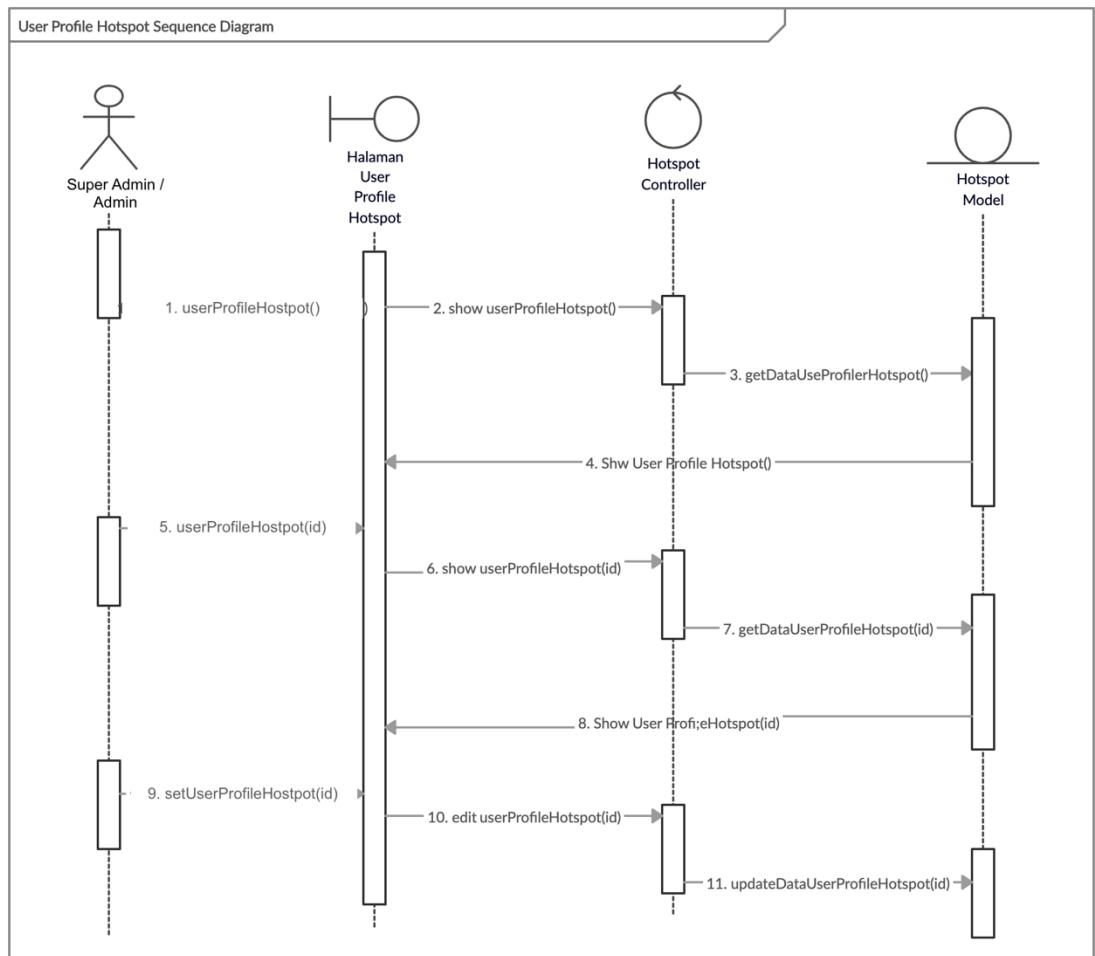 User Profile Hotspot Sequence Diagram
Super Admin /
Admin
Halaman
User
Profile
Hotspot
Hotspot
Controller
Hotspot
Model
1. userProfileHostpot()
2. show userProfileHotspot()
3. getDataUseProfilerHotspot()
4. Shw User Profile Hotspot()
5. userProfileHostpot(id)
6. show userProfileHotspot(id)
7. getDataUserProfileHotspot(id)
8. Show User Profi;eHotspot(id)
9. setUserProfileHostpot(id)
10. edit userProfileHotspot(id)
11. updateDataUserProfileHotspot(id)